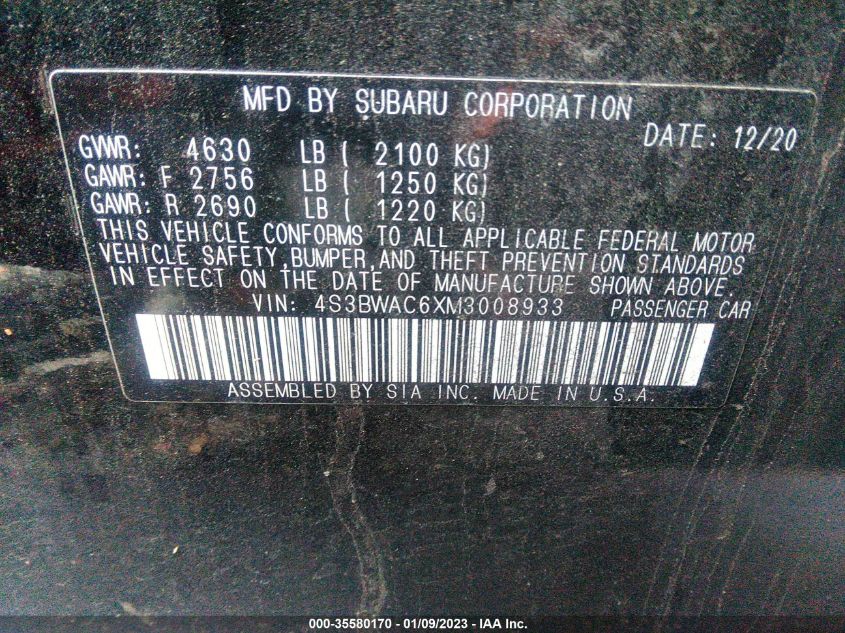 MFD BY SUBARU CORPORATION
DATE: 12/20
GVWR: 4630 LB ( 2100 KG)
GAWR: F 2756 LB ( 1250 KG)
GAWR: R 2690 LB ( 1220 KG)
THIS VEHICLE CONFORMS TO ALL APPLICABLE FEDERAL MOTOR
VEHICLE SAFETY, BUMPER, AND THEFT PREVENTION STANDARDS
IN EFFECT ON THE DATE OF MANUFACTURE SHOWN ABOVE.
VIN: 4S3BWAC6XM3008933 PASSENGER CAR
ASSEMBLED BY SIA INC. MADE IN U.S.A.
000-35580170 - 01/09/2023 - IAA Inc.